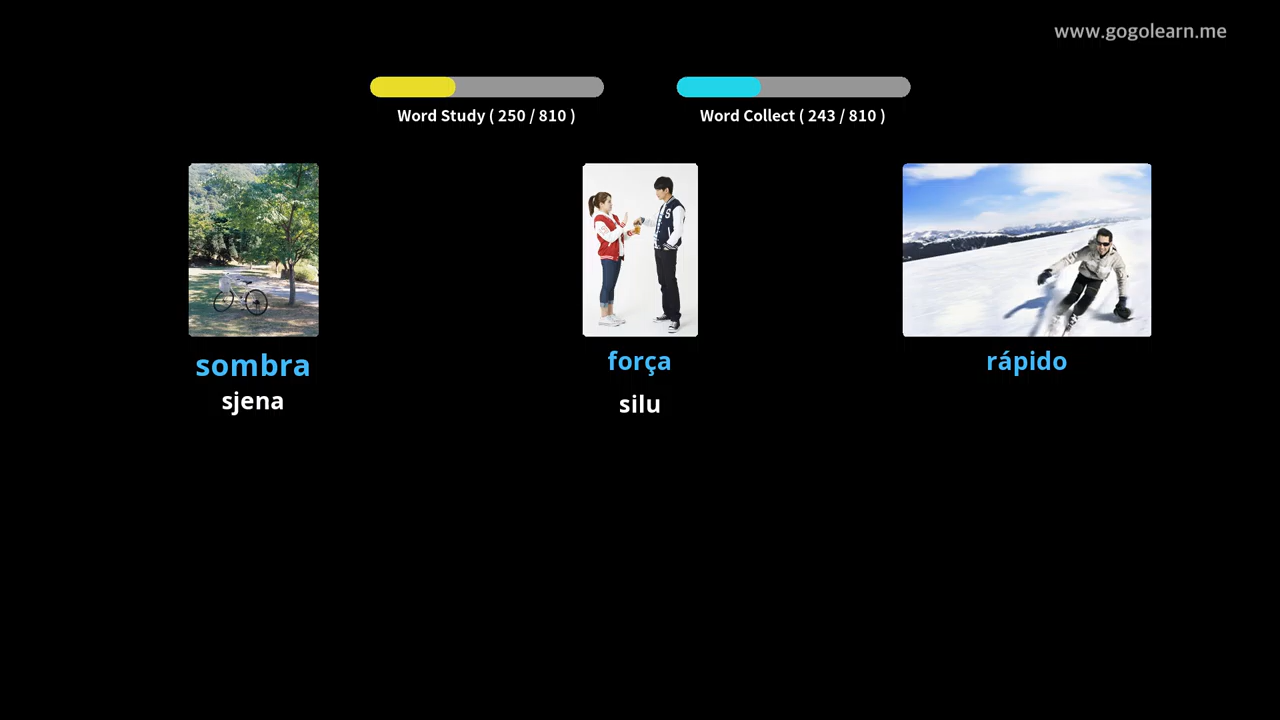 www.gogolearn.me
Word Study ( 250 / 810 )
Word Collect ( 243 / 810 )
sombra
sjena
força
silu
rápido